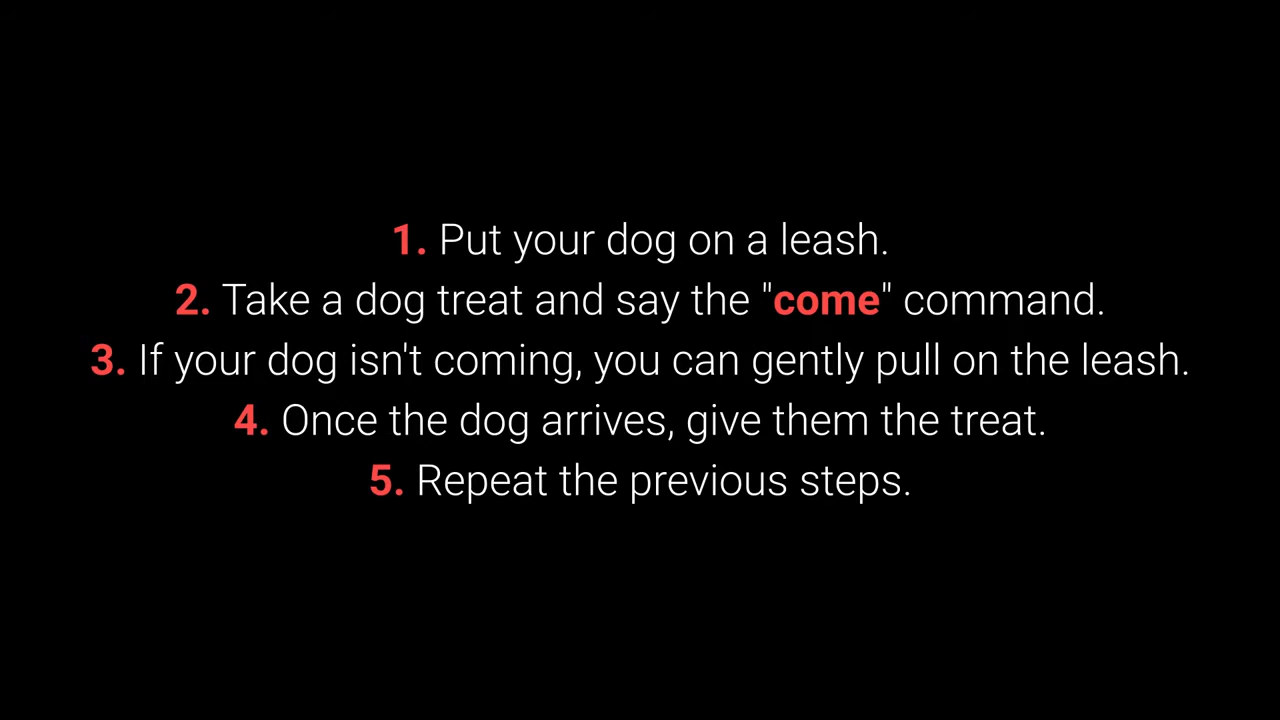 1. Put your dog on a leash.
2. Take a dog treat and say the "come" command.
3. If your dog isn't coming, you can gently pull on the leash.
4. Once the dog arrives, give them the treat.
5. Repeat the previous steps.